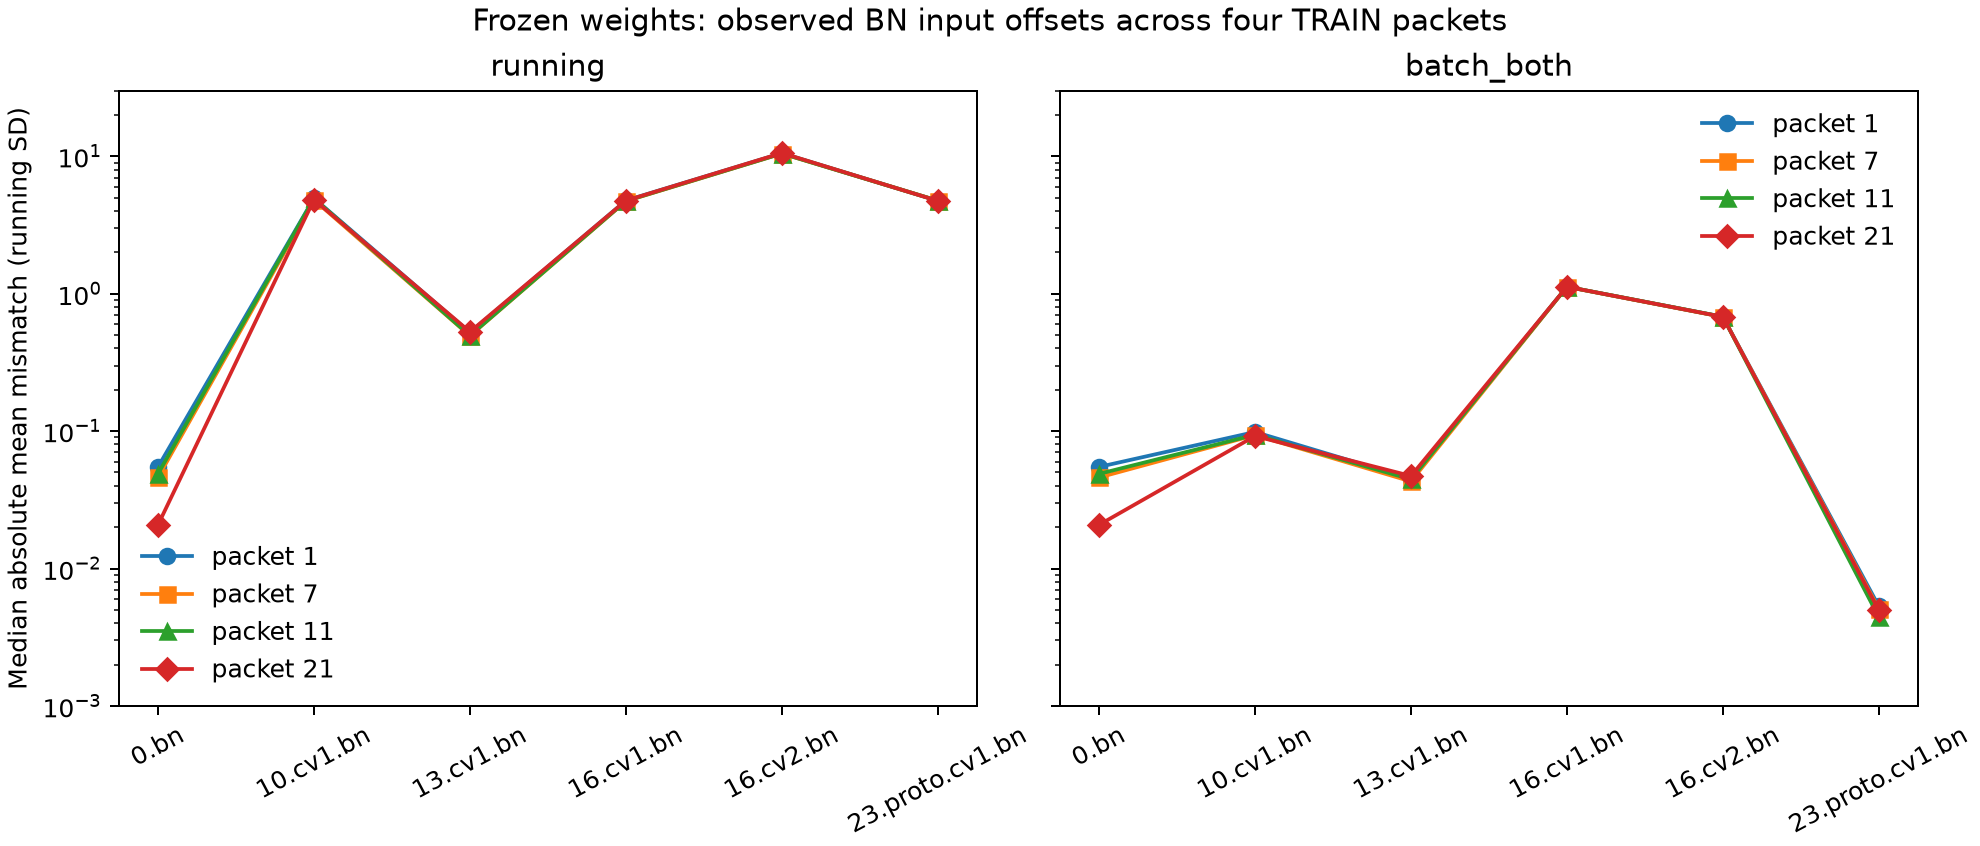 Frozen weights: observed BN input offsets across four TRAIN packets
running
Median absolute mean mismatch (running SD)
10¹
10⁰
10⁻¹
10⁻²
10⁻³
packet 1
packet 7
packet 11
packet 21
0.bn
10.cv1.bn
13.cv1.bn
16.cv1.bn
16.cv2.bn
23.proto.cv1.bn
batch_both
packet 1
packet 7
packet 11
packet 21
0.bn
10.cv1.bn
13.cv1.bn
16.cv1.bn
16.cv2.bn
23.proto.cv1.bn